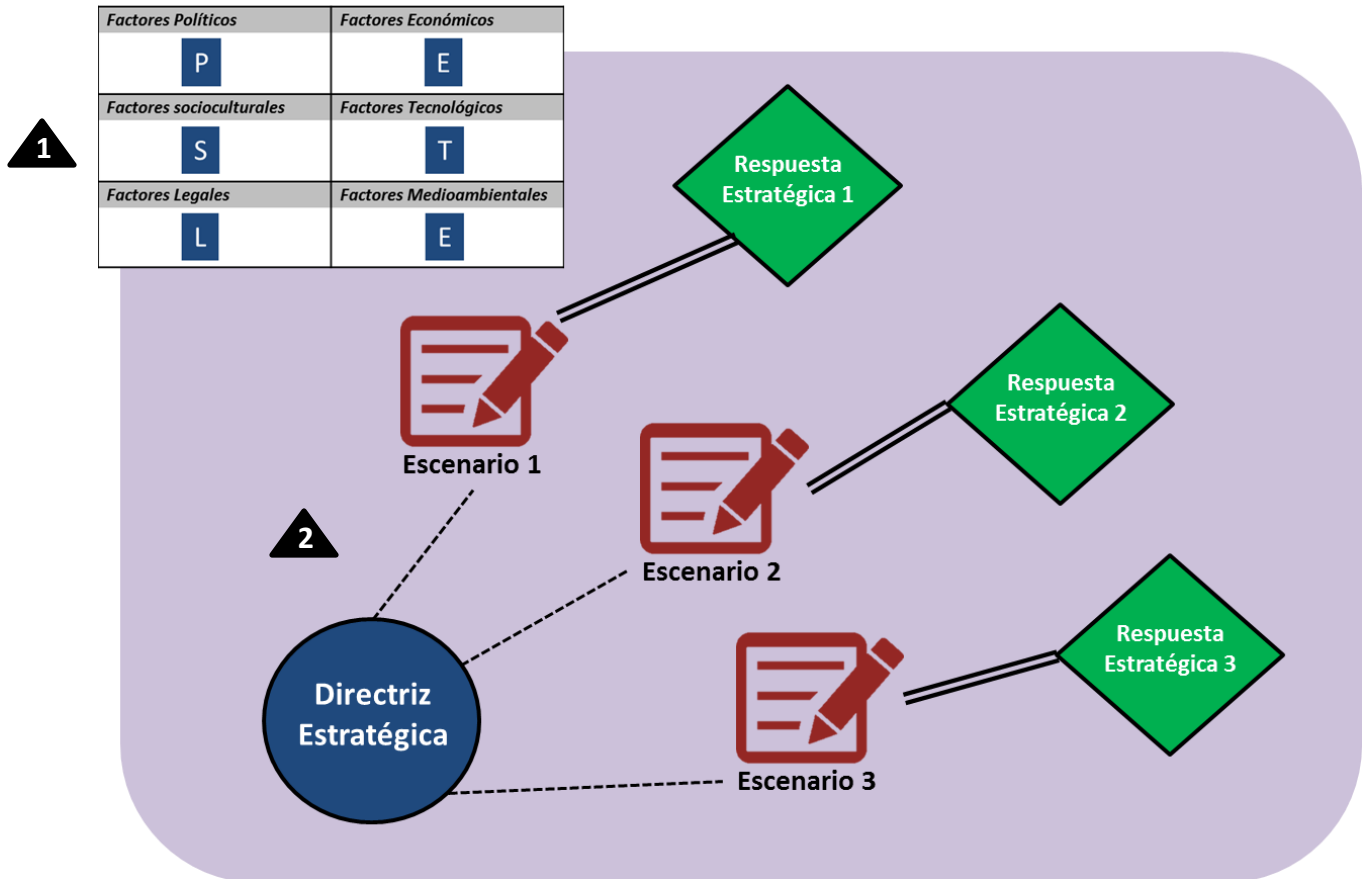 Factores Políticos
Factores Económicos
P
E
Factores socioculturales
Factores Tecnológicos
S
T
Factores Legales
Factores Medioambientales
L
E
1
Respuesta
Estratégica 1
Escenario 1
Respuesta
Estratégica 2
Escenario 2
2
Directriz
Estratégica
Respuesta
Estratégica 3
Escenario 3